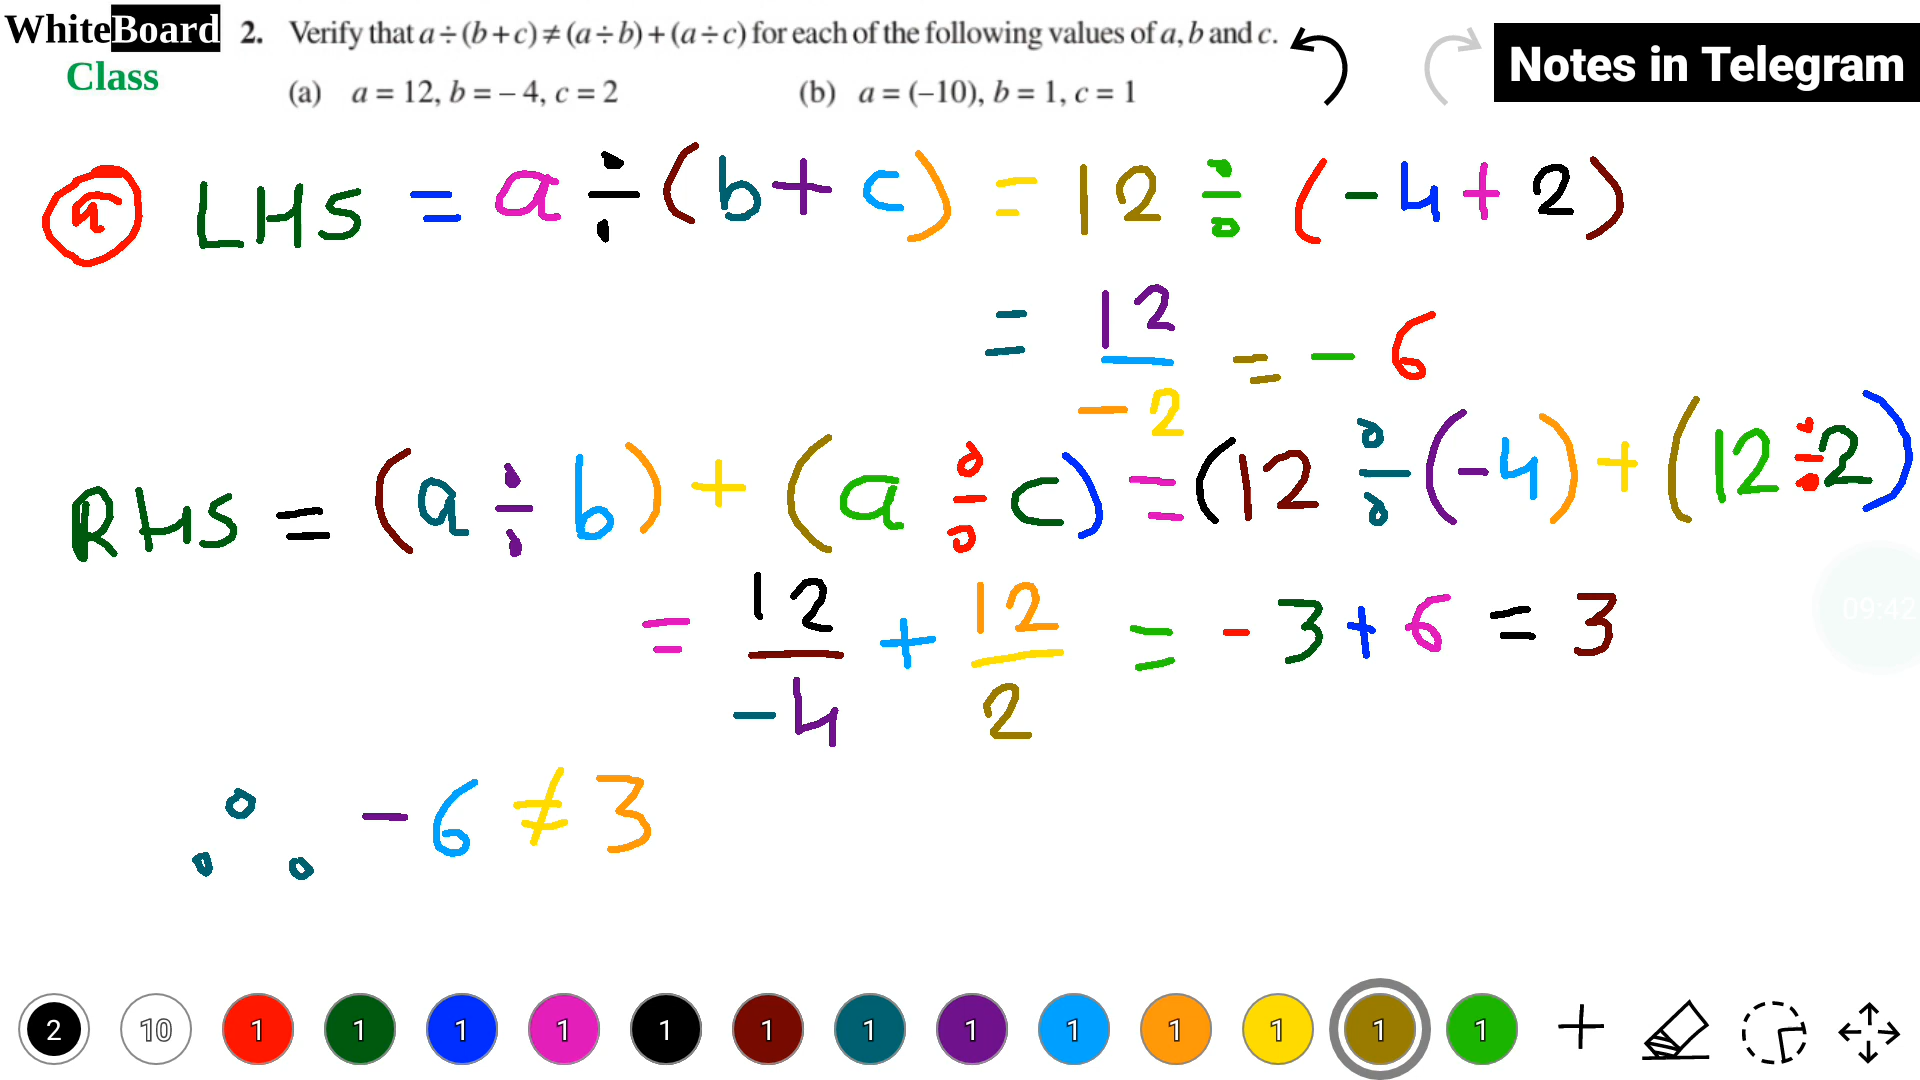 WhiteBoard Class
2. Verify that a ÷ (b + c) ≠ (a ÷ b) + (a ÷ c) for each of the following values of a, b and c.
(a) a = 12, b = – 4, c = 2 (b) a = (–10), b = 1, c = 1
Notes in Telegram
(a) LHS = a ÷ (b + c) = 12 ÷ (-4 + 2)
= 12/-2 = -6
RHS = (a ÷ b) + (a ÷ c) = (12 ÷ (-4) + (12 ÷ 2)
= 12/-4 + 12/2 = -3 + 6 = 3
∴ -6 ≠ 3
09:42
2 10 1 1 1 1 1 1 1 1 1 1 1 1 1